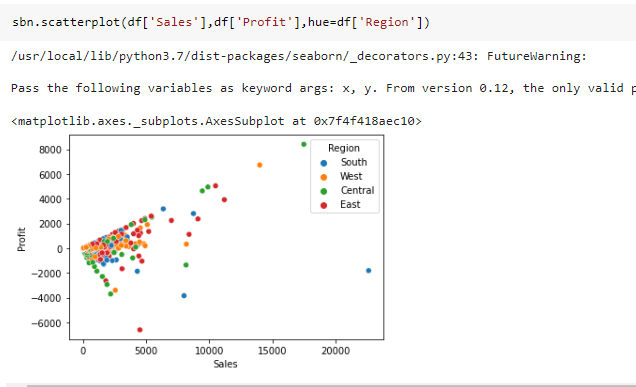 sbn.scatterplot(df['Sales'],df['Profit'],hue=df['Region'])
/usr/local/lib/python3.7/dist-packages/seaborn/_decorators.py:43: FutureWarning:
Pass the following variables as keyword args: x, y. From version 0.12, the only valid p
<matplotlib.axes._subplots.AxesSubplot at 0x7f4f418aec10>
Region
South
West
Central
East
8000
6000
4000
2000
0
−2000
−4000
−6000
Profit
0 5000 10000 15000 20000
Sales